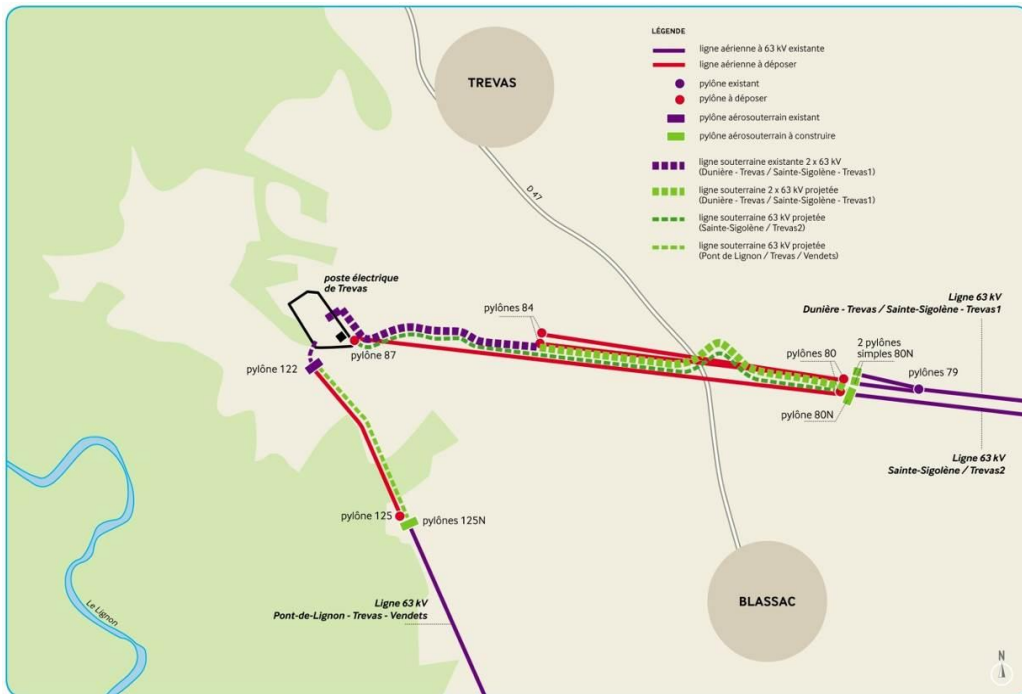 LÉGENDE
ligne aérienne à 63 kV existante
ligne aérienne à déposer
pylône existant
pylône à déposer
pylône aérosouterrain existant
pylône aérosouterrain à construire
ligne souterraine existante 2 x 63 kV
(Dunière - Trevas / Sainte-Sigolène - Trevas1)
ligne souterraine 2 x 63 kV projetée
(Dunière - Trevas / Sainte-Sigolène - Trevas1)
ligne souterraine 63 kV projetée
(Sainte-Sigolène / Trevas2)
ligne souterraine 63 kV projetée
(Pont de Lignon / Trevas / Vendets)
TREVAS
D 47
poste électrique
de Trevas
pylônes 84
Ligne 63 kV
Dunière - Trevas / Sainte-Sigolène - Trevas1
pylône 87
pylône 122
pylônes 80
2 pylônes
simples 80N
pylônes 79
pylône 80N
Ligne 63 kV
Sainte-Sigolène / Trevas2
pylône 125
pylônes 125N
Ligne 63 kV
Pont-de-Lignon - Trevas - Vendets
BLASSAC
Le Lignon
N